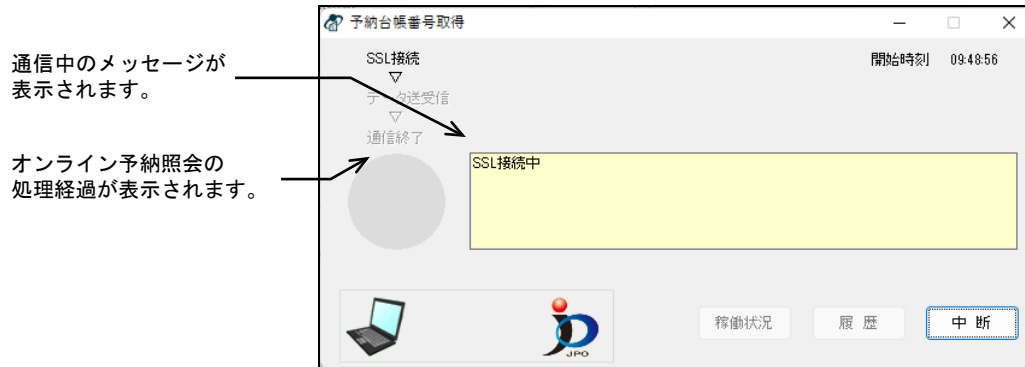 予納台帳番号取得
通信中のメッセージが
表示されます。
SSL接続
▽
データ送受信
▽
通信終了
開始時刻 09:48:56
オンライン予納照会の
処理経過が表示されます。
SSL接続中
JPO
稼働状況
履 歴
中 断